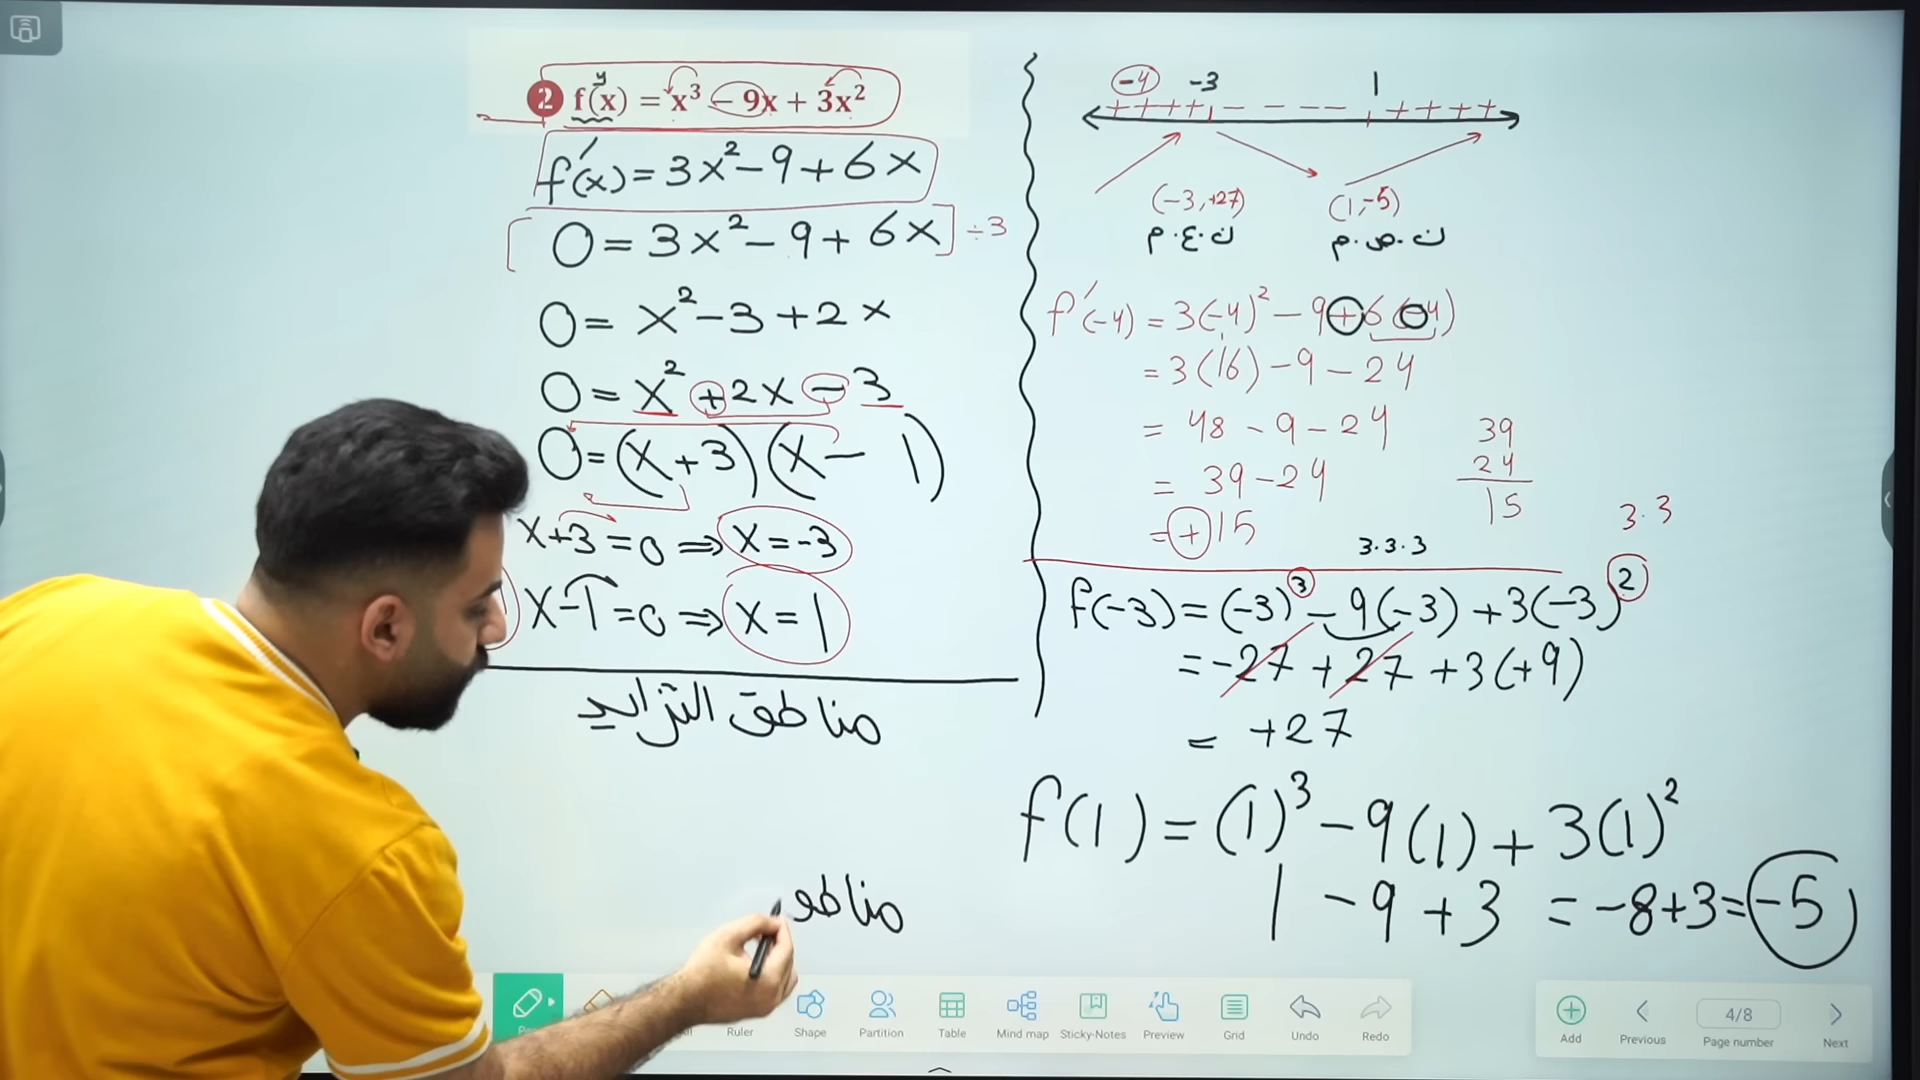 2 f(x) = x³ − 9x + 3x²
y
f′(x) = 3x² − 9 + 6x
[0 = 3x² − 9 + 6x] ÷ 3
0 = x² − 3 + 2x
0 = x² + 2x − 3
0 = (x + 3)(x − 1)
x + 3 = 0 ⇒ x = −3
x − 1 = 0 ⇒ x = 1
مناطق التزايد
مناطو
−4 −3 1
++++ − − − − ++++
(−3, +27) (1, −5)
ن.ع.م ن.ص.م
f′(−4) = 3(−4)² − 9 + 6(−4)
= 3(16) − 9 − 24
= 48 − 9 − 24
= 39 − 24
= + 15
39
24
15
3.3
3.3.3
f(−3) = (−3)³ − 9(−3) + 3(−3)²
= −27 + 27 + 3(+9)
= +27
f(1) = (1)³ − 9(1) + 3(1)²
1 − 9 + 3 = −8 + 3 = −5
Ruler Shape Partition Table Mind map Sticky-Notes Preview Grid Undo Redo
Add Previous 4/8 Page number Next